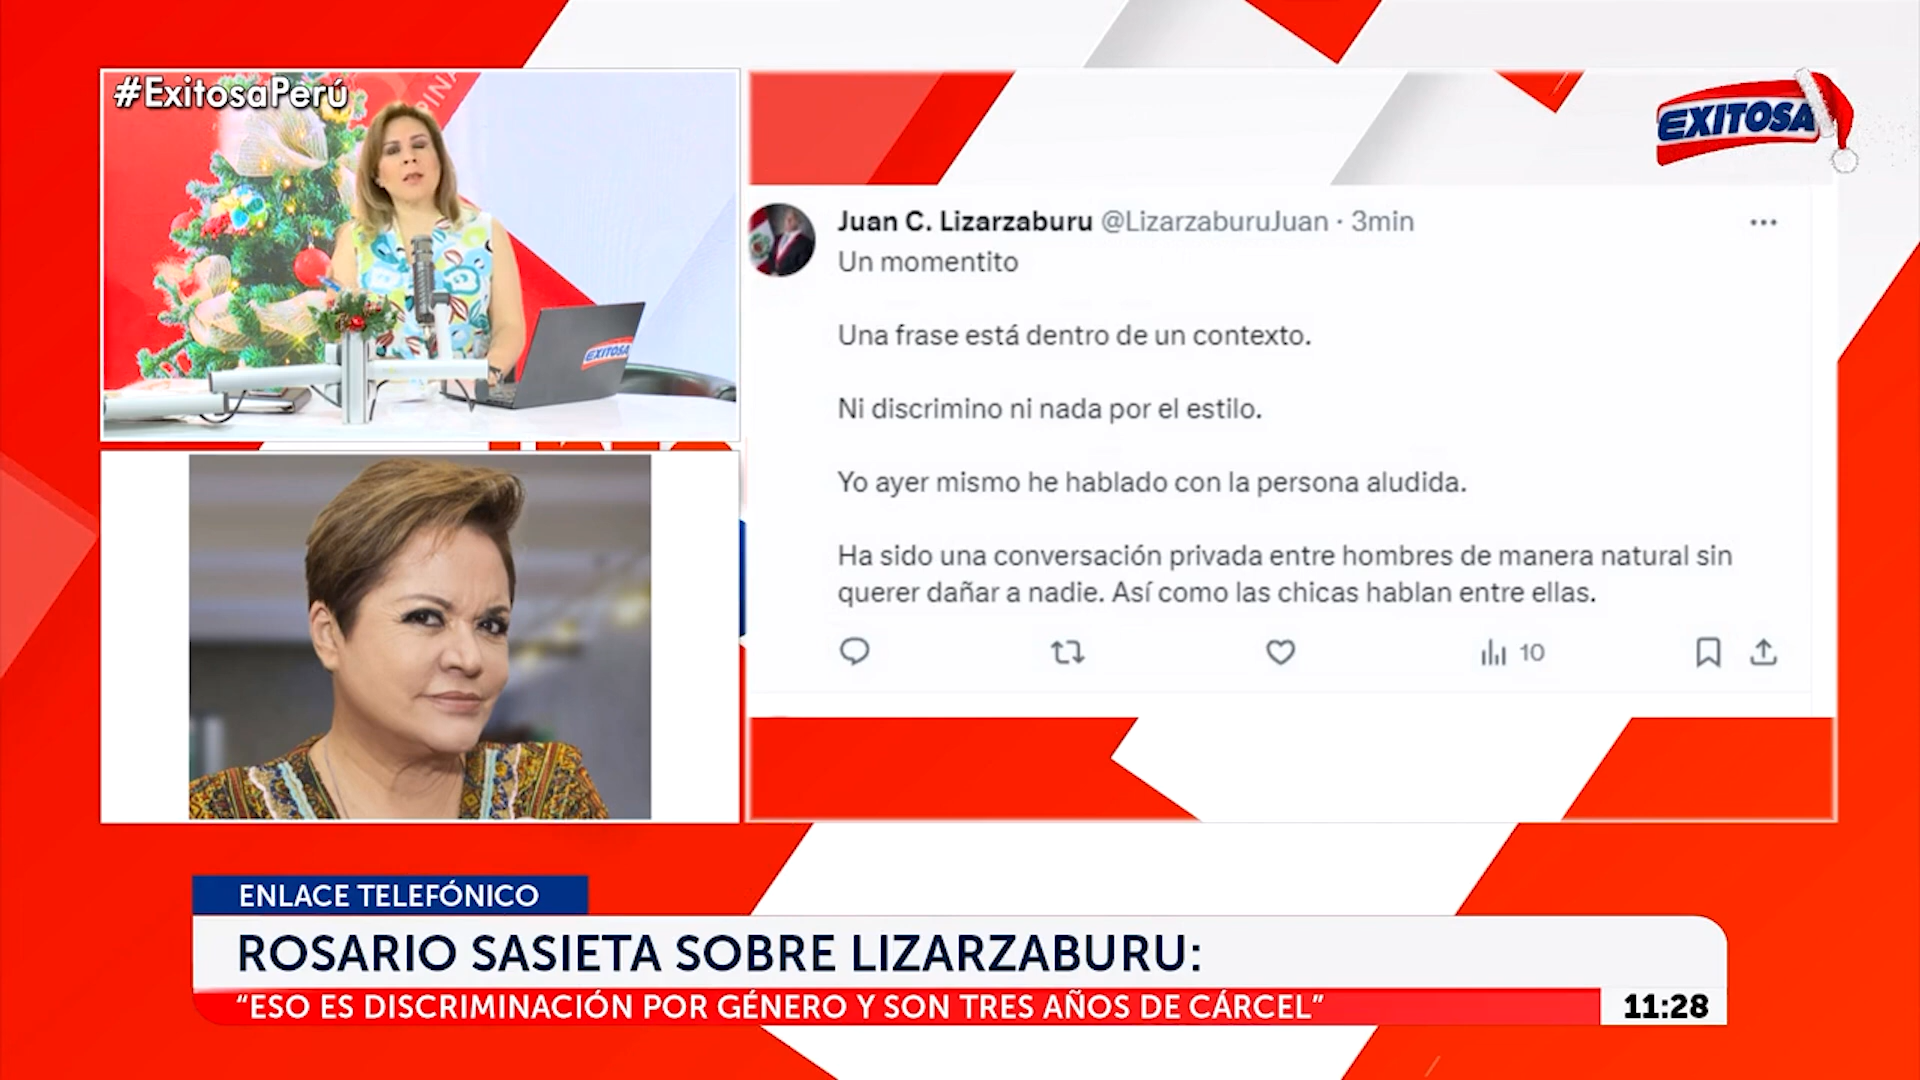 #ExitosaPerú
PINA
EXITOSA
EXITOSA
Juan C. Lizarzaburu @LizarzaburuJuan · 3min
Un momentito
Una frase está dentro de un contexto.
Ni discrimino ni nada por el estilo.
Yo ayer mismo he hablado con la persona aludida.
Ha sido una conversación privada entre hombres de manera natural sin
querer dañar a nadie. Así como las chicas hablan entre ellas.
10
ENLACE TELEFÓNICO
ROSARIO SASIETA SOBRE LIZARZABURU:
“ESO ES DISCRIMINACIÓN POR GÉNERO Y SON TRES AÑOS DE CÁRCEL”
11:28